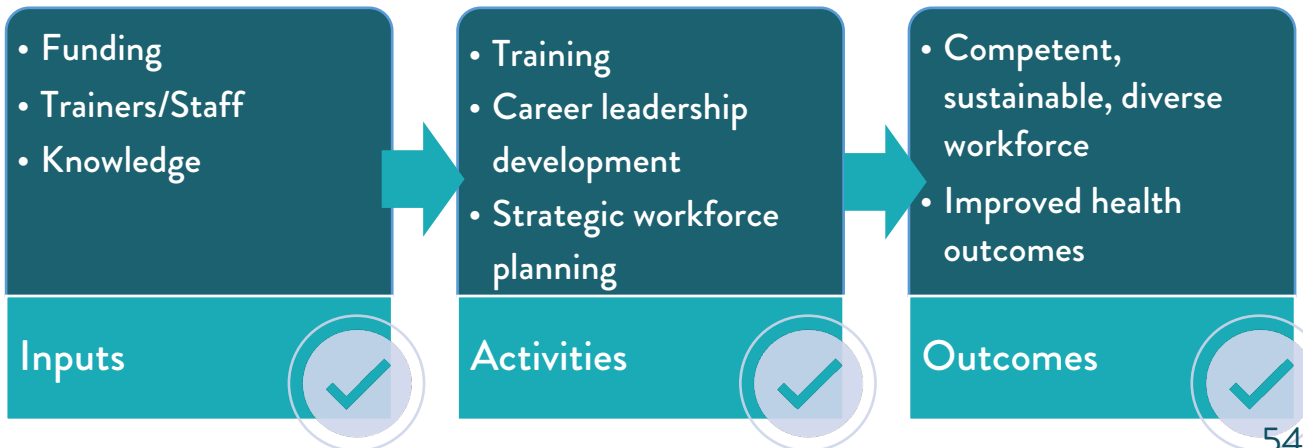 • Funding
• Trainers/Staff
• Knowledge
Inputs
• Training
• Career leadership
development
• Strategic workforce
planning
Activities
• Competent,
sustainable, diverse
workforce
• Improved health
outcomes
Outcomes
54